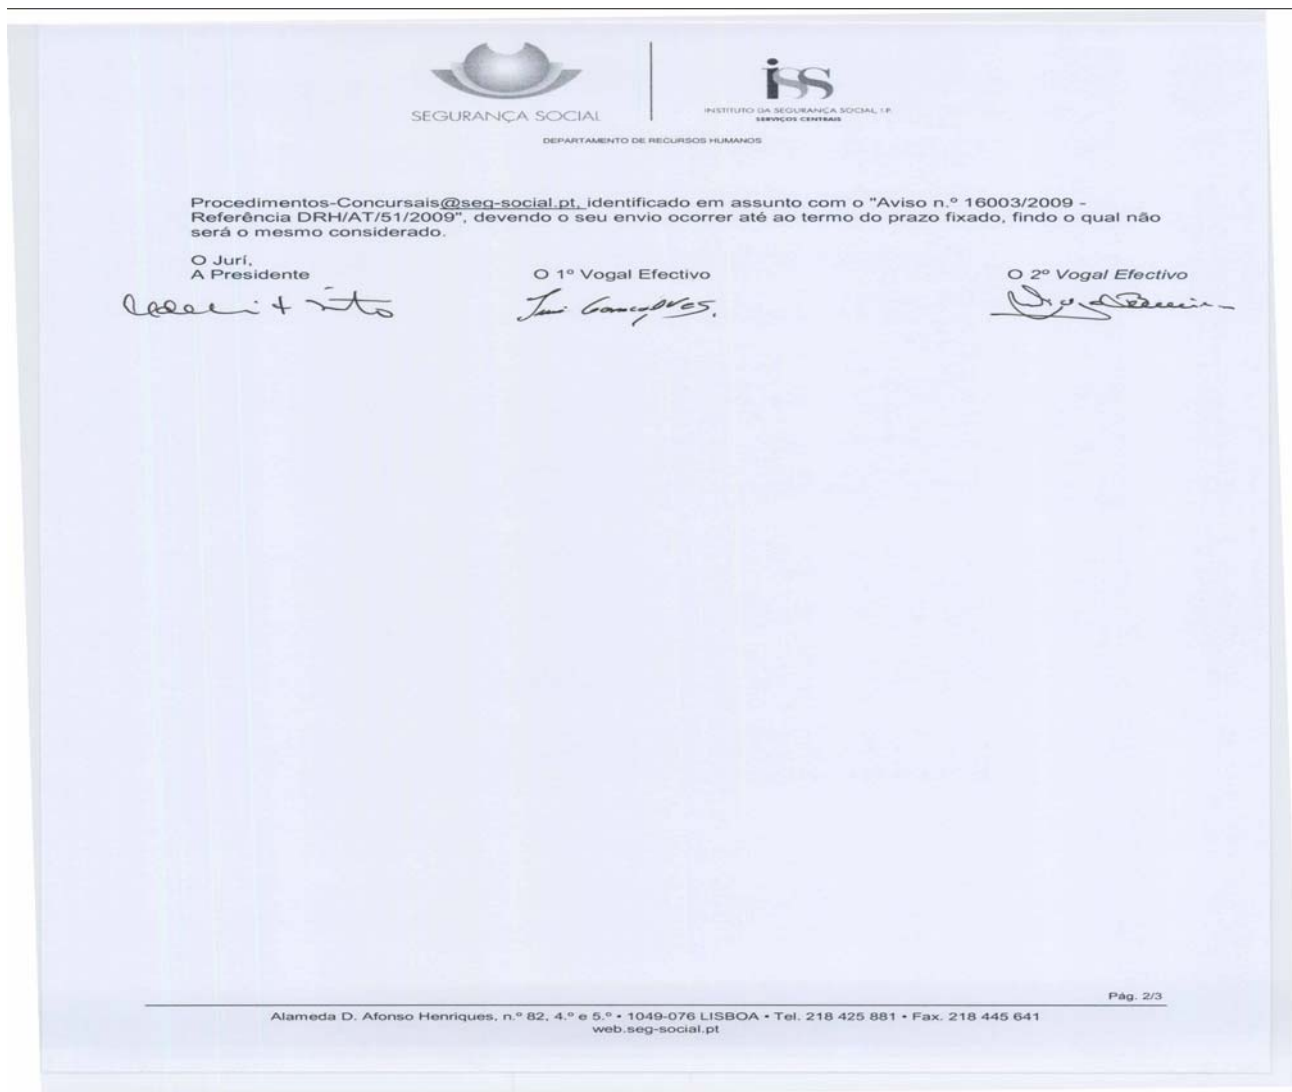 SEGURANÇA SOCIAL
iss
INSTITUTO DA SEGURANÇA SOCIAL, I.P.
SERVIÇOS CENTRAIS
DEPARTAMENTO DE RECURSOS HUMANOS
Procedimentos-Concursais@seg-social.pt, identificado em assunto com o "Aviso n.º 16003/2009 -
Referência DRH/AT/51/2009", devendo o seu envio ocorrer até ao termo do prazo fixado, findo o qual não
será o mesmo considerado.
O Jurí,
A Presidente
O 1º Vogal Efectivo
O 2º Vogal Efectivo
Gonçalves.
Pág. 2/3
Alameda D. Afonso Henriques, n.º 82, 4.º e 5.º • 1049-076 LISBOA • Tel. 218 425 881 • Fax. 218 445 641
web.seg-social.pt